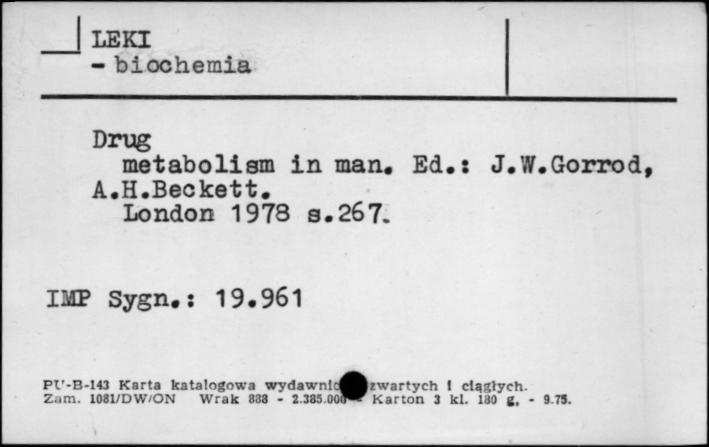 LEKI
- biochemia
Drug
metabolism in man. Ed.: J.W.Gorrod,
A.H.Beckett.
London 1978 s.267.
IMP Sygn.: 19.961
PU-B-143 Karta katalogowa wydawnic zwartych i ciągłych.
Zam. 1081/DW/ON Wrak 888 - 2.385.000 - Karton 3 kl. 180 g, - 9.75.